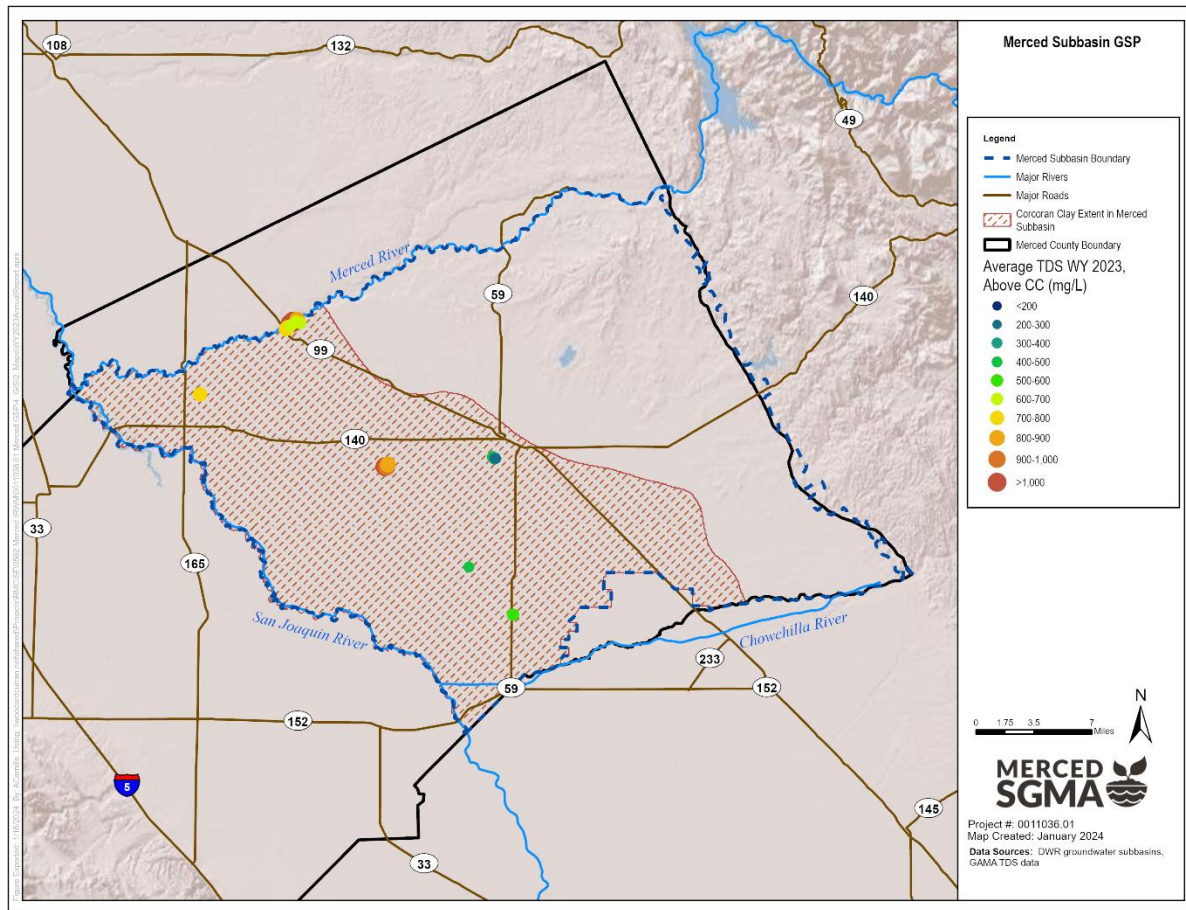 Merced Subbasin GSP
Legend
Merced Subbasin Boundary
Major Rivers
Major Roads
Corcoran Clay Extent in Merced
Subbasin
Merced County Boundary
Average TDS WY 2023,
Above CC (mg/L)
<200
200-300
300-400
400-500
500-600
600-700
700-800
800-900
900-1,000
>1,000
N
0 1.75 3.5 7
Miles
MERCED
SGMA
Project #: 0011036.01
Map Created: January 2024
Data Sources: DWR groundwater subbasins,
GAMA TDS data
108
132
49
Merced River
59
140
99
140
33
165
San Joaquin River
Chowchilla River
233
59
152
152
5
145
33